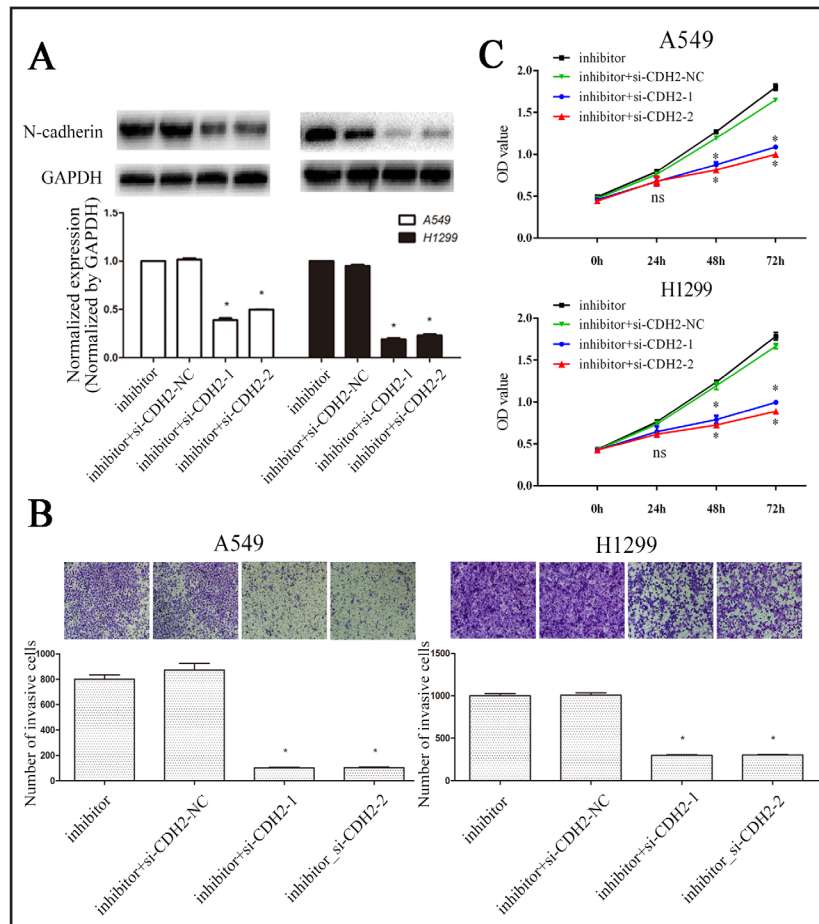 A
N-cadherin
GAPDH
Normalized expression
(Normalized by GAPDH)
1.5
1.0
0.5
0.0
A549
H1299
* *
* *
inhibitor
inhibitor+si-CDH2-NC
inhibitor+si-CDH2-1
inhibitor+si-CDH2-2
inhibitor
inhibitor+si-CDH2-NC
inhibitor+si-CDH2-1
inhibitor+si-CDH2-2
C
A549
inhibitor
inhibitor+si-CDH2-NC
inhibitor+si-CDH2-1
inhibitor+si-CDH2-2
OD value
2.0
1.5
1.0
0.5
0.0
ns
*
*
*
*
0h 24h 48h 72h
H1299
inhibitor
inhibitor+si-CDH2-NC
inhibitor+si-CDH2-1
inhibitor+si-CDH2-2
OD value
2.0
1.5
1.0
0.5
0.0
ns
*
*
*
*
0h 24h 48h 72h
B
A549
Number of invasive cells
1000
800
600
400
200
0
* *
inhibitor
inhibitor+si-CDH2-NC
inhibitor+si-CDH2-1
inhibitor_si-CDH2-2
H1299
Number of invasive cells
1500
1000
500
0
* *
inhibitor
inhibitor+si-CDH2-NC
inhibitor+si-CDH2-1
inhibitor_si-CDH2-2